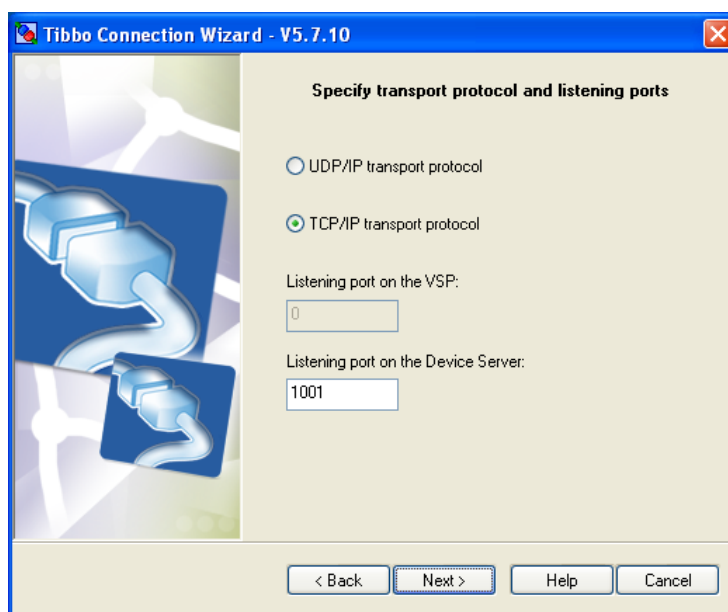 Tibbo Connection Wizard - V5.7.10
Specify transport protocol and listening ports
UDP/IP transport protocol
TCP/IP transport protocol
Listening port on the VSP:
0
Listening port on the Device Server:
1001
< Back
Next >
Help
Cancel